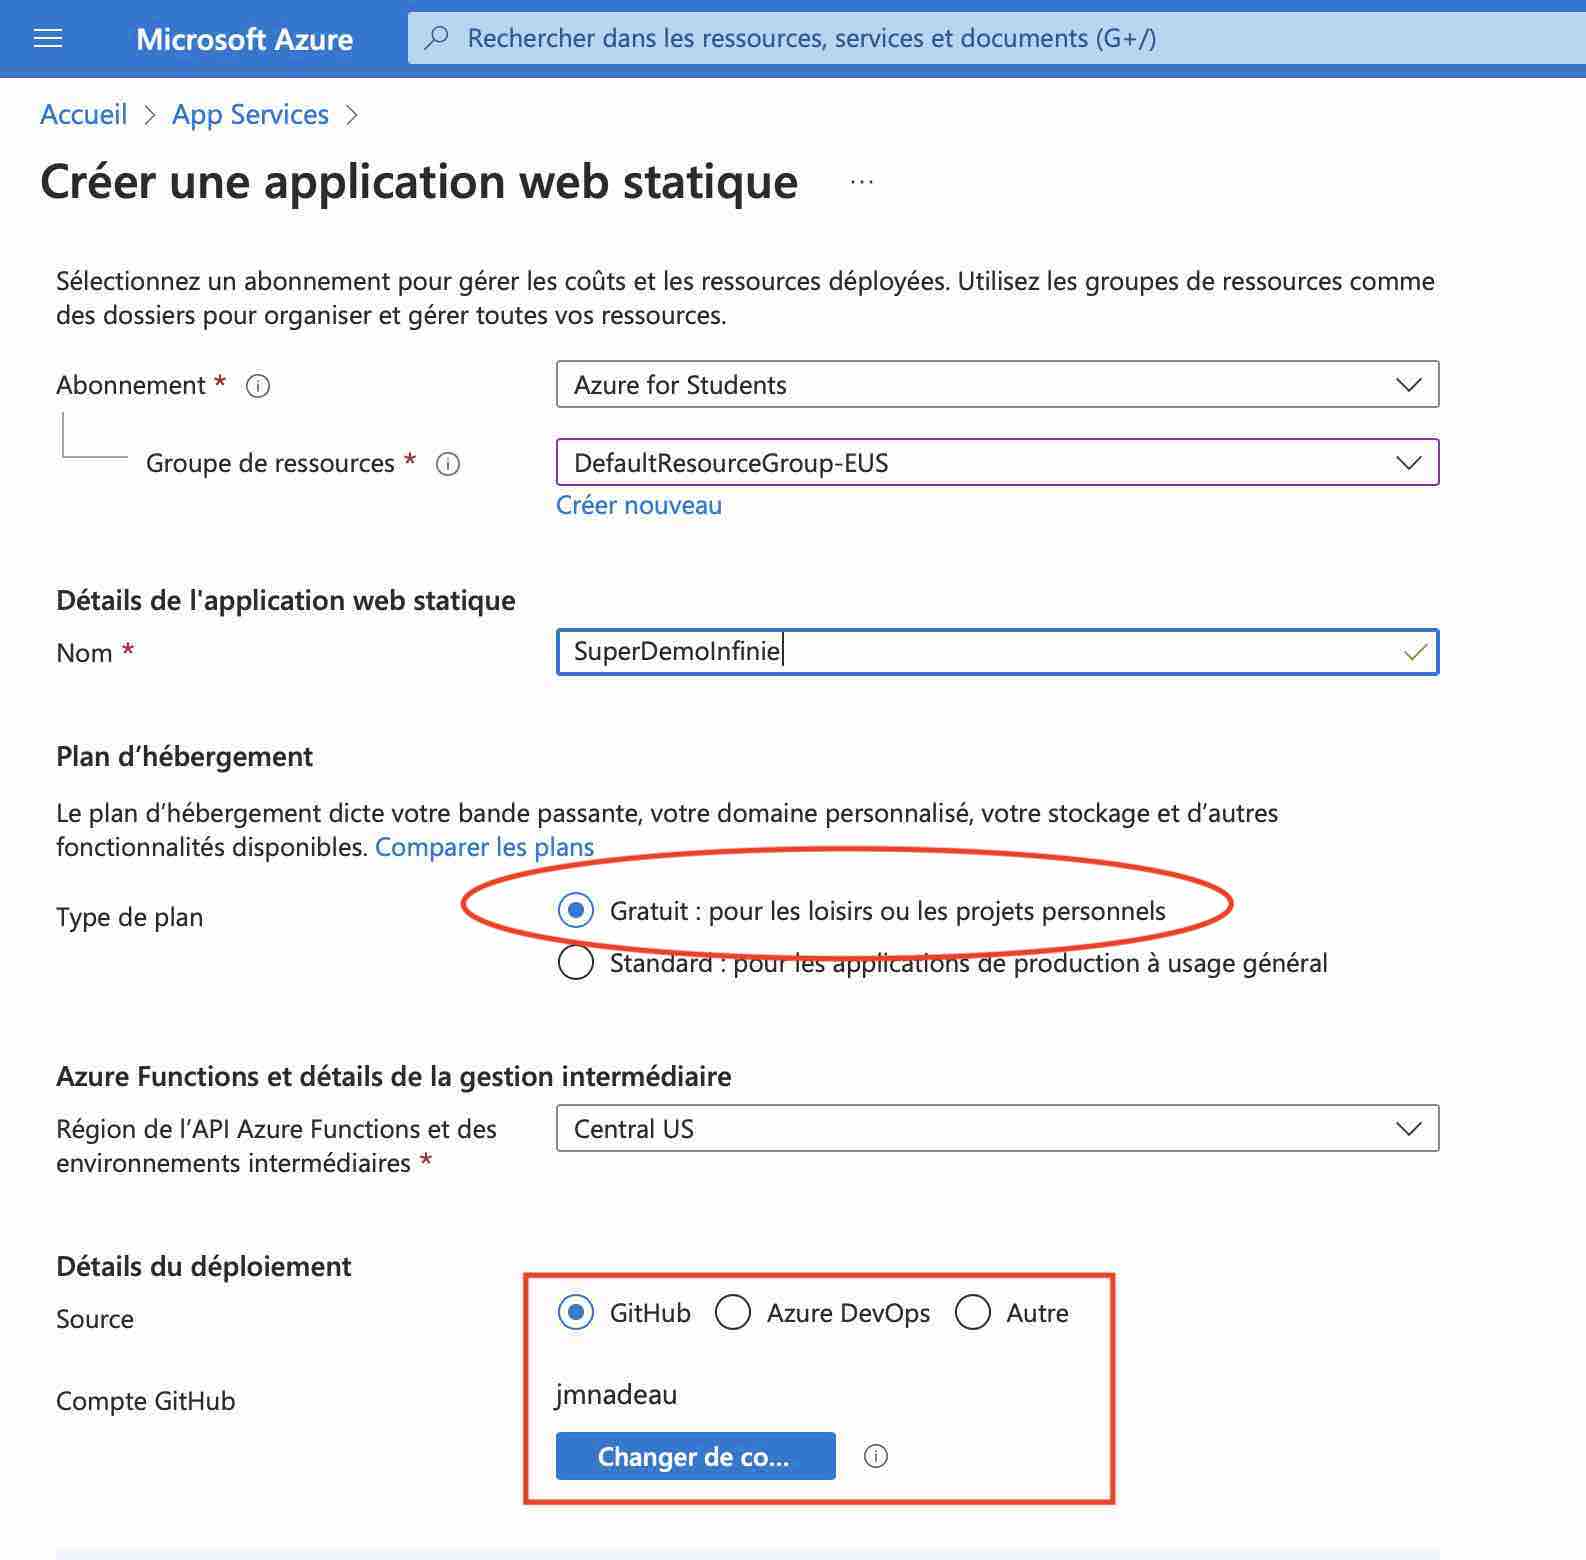 Microsoft Azure
Rechercher dans les ressources, services et documents (G+/)
Accueil > App Services >
Créer une application web statique ...
Sélectionnez un abonnement pour gérer les coûts et les ressources déployées. Utilisez les groupes de ressources comme
des dossiers pour organiser et gérer toutes vos ressources.
Abonnement *
Azure for Students
Groupe de ressources *
DefaultResourceGroup-EUS
Créer nouveau
Détails de l'application web statique
Nom *
SuperDemoInfinie
Plan d’hébergement
Le plan d’hébergement dicte votre bande passante, votre domaine personnalisé, votre stockage et d’autres
fonctionnalités disponibles. Comparer les plans
Type de plan
Gratuit : pour les loisirs ou les projets personnels
Standard : pour les applications de production à usage général
Azure Functions et détails de la gestion intermédiaire
Région de l’API Azure Functions et des
environnements intermédiaires *
Central US
Détails du déploiement
Source
GitHub Azure DevOps Autre
Compte GitHub
jmnadeau
Changer de co...